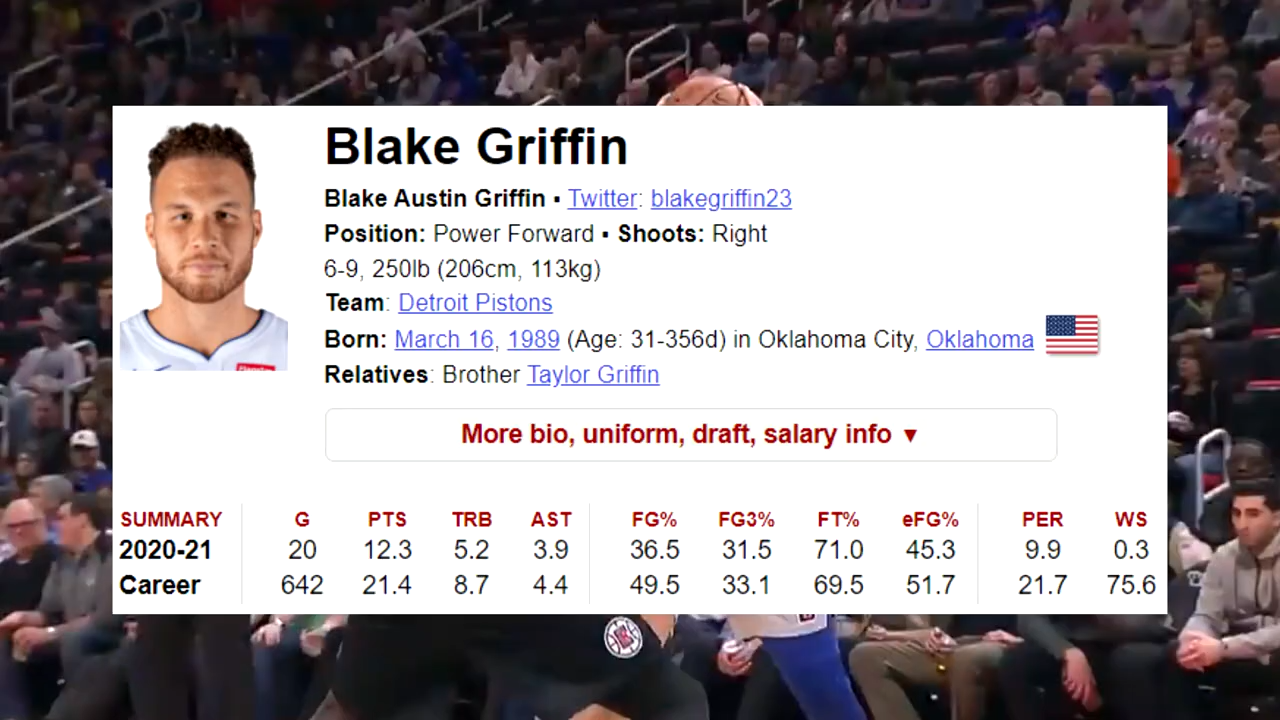 Blake Griffin
Blake Austin Griffin ▪ Twitter: blakegriffin23
Position: Power Forward ▪ Shoots: Right
6-9, 250lb (206cm, 113kg)
Team: Detroit Pistons
Born: March 16, 1989 (Age: 31-356d) in Oklahoma City, Oklahoma
Relatives: Brother Taylor Griffin
More bio, uniform, draft, salary info ▼
SUMMARY G PTS TRB AST FG% FG3% FT% eFG% PER WS
2020-21 20 12.3 5.2 3.9 36.5 31.5 71.0 45.3 9.9 0.3
Career 642 21.4 8.7 4.4 49.5 33.1 69.5 51.7 21.7 75.6